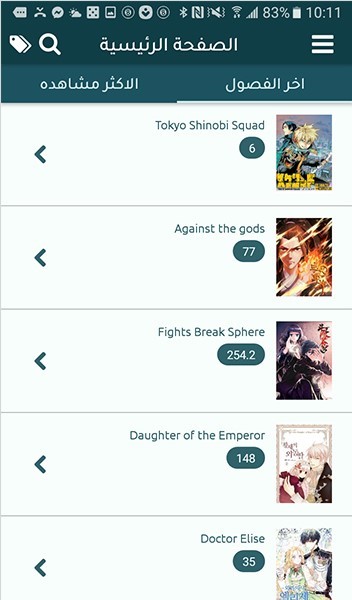 83% 10:11
الصفحة الرئيسية
اخر الفصول
الاكثر مشاهده
Tokyo Shinobi Squad
6
Against the gods
77
Fights Break Sphere
254.2
Daughter of the Emperor
148
Doctor Elise
35